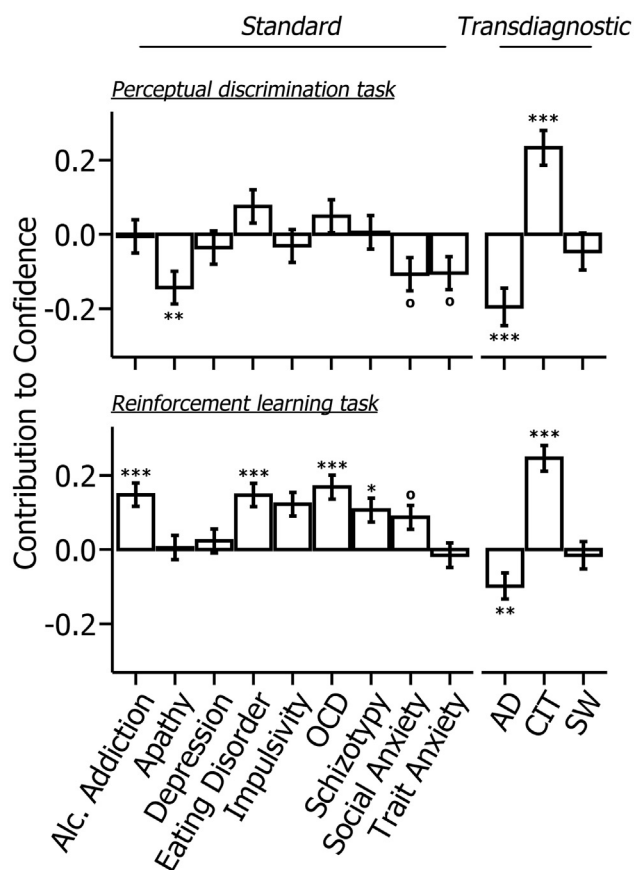 Standard Transdiagnostic
Perceptual discrimination task
***
0.2
0.0
-0.2
** o o ***
Contribution to Confidence
Reinforcement learning task
*** *** *** * o ***
0.2
0.0
-0.2
**
Alc. Addiction
Apathy
Depression
Eating Disorder
Impulsivity
OCD
Schizotypy
Social Anxiety
Trait Anxiety
AD
CIT
SW